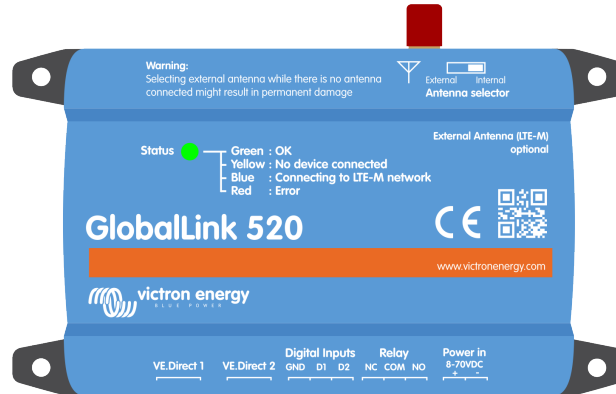 Warning:
Selecting external antenna while there is no antenna
connected might result in permanent damage
External Internal
Antenna selector
External Antenna (LTE-M)
optional
Status
Green : OK
Yellow : No device connected
Blue : Connecting to LTE-M network
Red : Error
GlobalLink 520
CE
www.victronenergy.com
victron energy
BLUE POWER
VE.Direct 1
VE.Direct 2
Digital Inputs
GND D1 D2
Relay
NC COM NO
Power in
8-70VDC
+ -